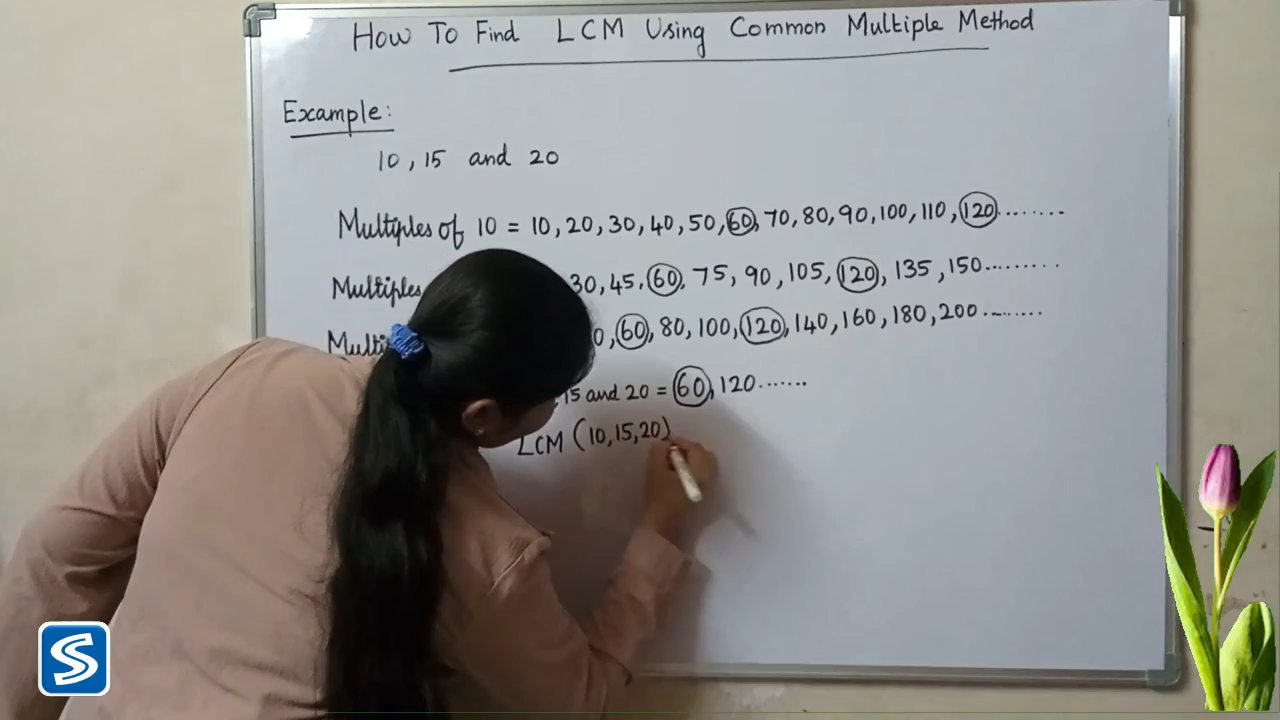 How To Find LCM Using Common Multiple Method
Example:
10, 15 and 20
Multiples of 10 = 10, 20, 30, 40, 50, 60, 70, 80, 90, 100, 110, 120........
Multiples 30, 45, 60, 75, 90, 105, 120, 135, 150.........
0, 60, 80, 100, 120, 140, 160, 180, 200.........
, 15 and 20 = 60, 120.......
LCM (10, 15, 20)
S